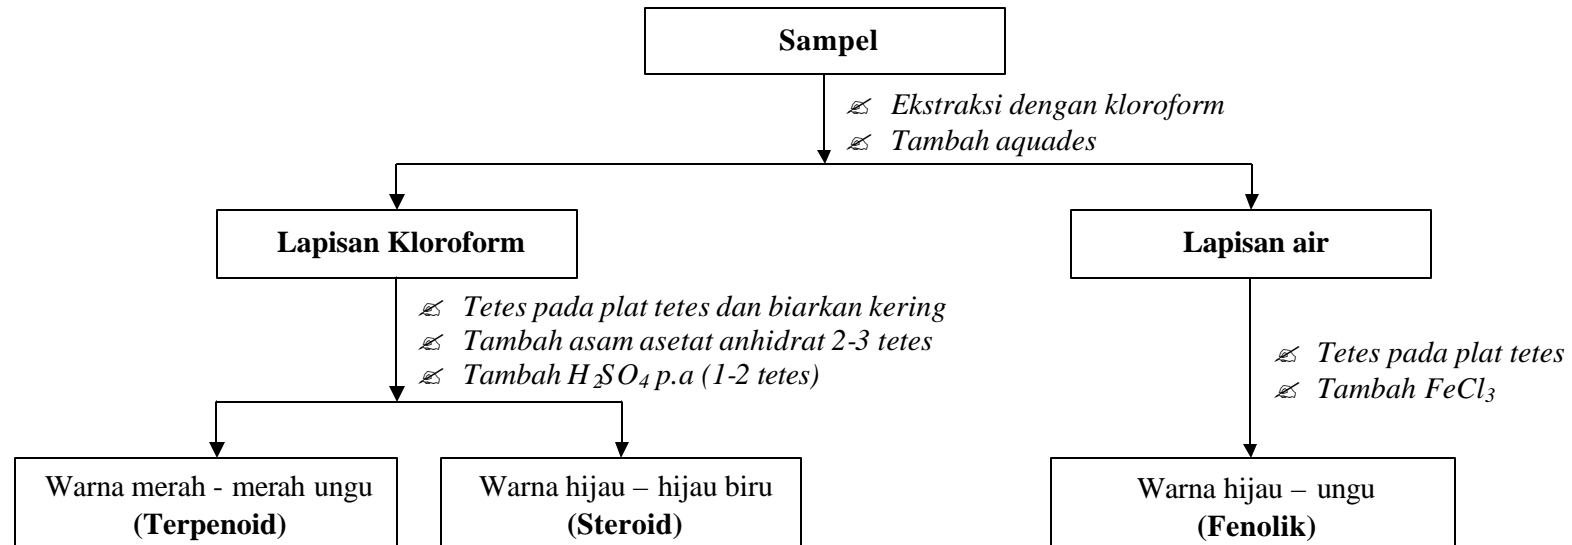 Sampel
✍ Ekstraksi dengan kloroform
✍ Tambah aquades
Lapisan Kloroform
Lapisan air
✍ Tetes pada plat tetes dan biarkan kering
✍ Tambah asam asetat anhidrat 2-3 tetes
✍ Tambah H₂SO₄ p.a (1-2 tetes)
✍ Tetes pada plat tetes
✍ Tambah FeCl₃
Warna merah - merah ungu
(Terpenoid)
Warna hijau – hijau biru
(Steroid)
Warna hijau – ungu
(Fenolik)